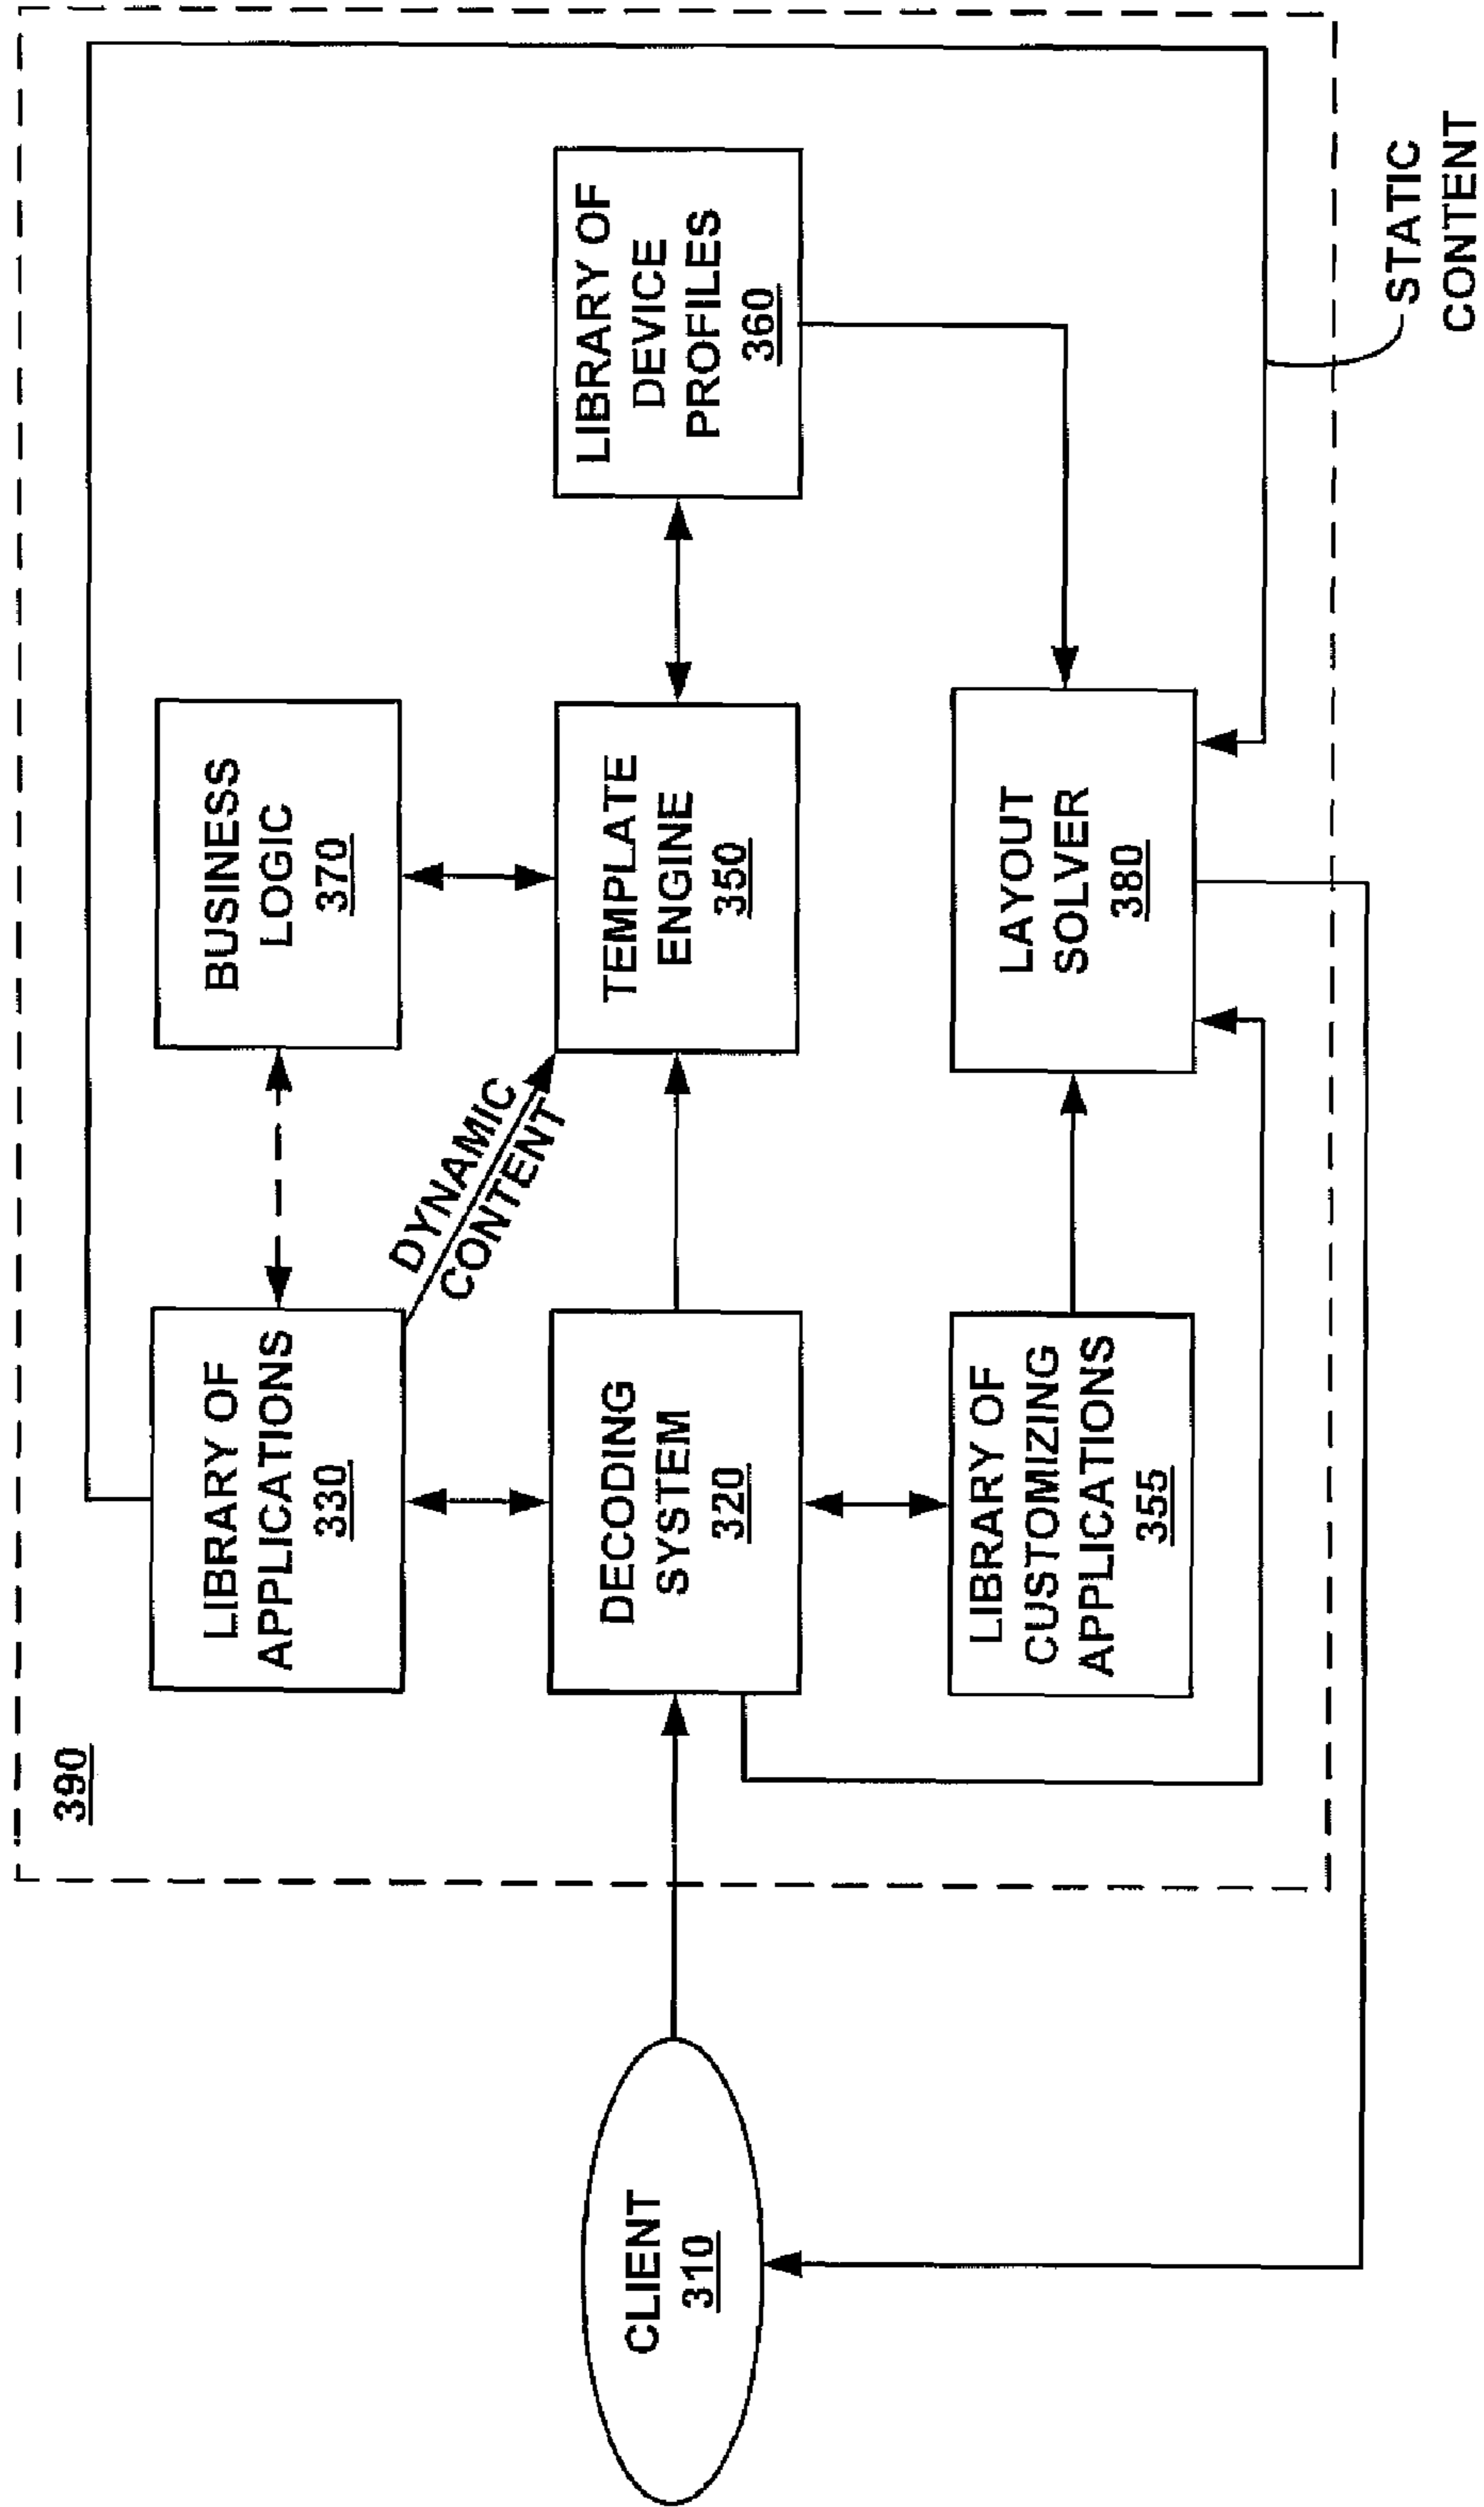 390
LIBRARY OF
APPLICATIONS
330
BUSINESS
LOGIC
370
DYNAMIC
CONTENT
CLIENT
310
DECODING
SYSTEM
320
TEMPLATE
ENGINE
350
LIBRARY OF
DEVICE
PROFILES
360
LIBRARY OF
CUSTOMIZING
APPLICATIONS
355
LAYOUT
SOLVER
380
STATIC
CONTENT